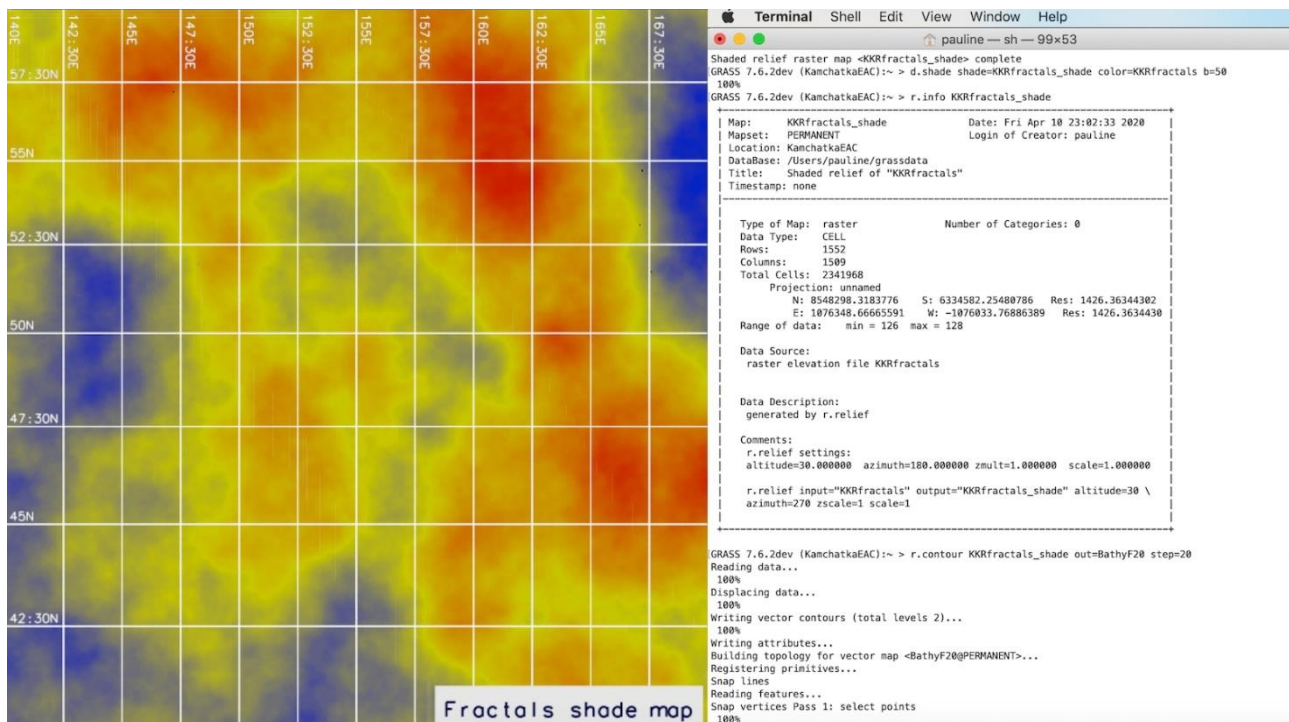 140E
142:30E
145E
147:30E
150E
152:30E
155E
157:30E
160E
162:30E
165E
167:30E
57:30N
55N
52:30N
50N
47:30N
45N
42:30N
Fractals shade map
Terminal Shell Edit View Window Help
pauline — sh — 99×53
Shaded relief raster map <KKRfractals_shade> complete
GRASS 7.6.2dev (KamchatkaEAC):~ > d.shade shade=KKRfractals_shade color=KKRfractals b=50
100%
GRASS 7.6.2dev (KamchatkaEAC):~ > r.info KKRfractals_shade
Map: KKRfractals_shade Date: Fri Apr 10 23:02:33 2020
Mapset: PERMANENT Login of Creator: pauline
Location: KamchatkaEAC
DataBase: /Users/pauline/grassdata
Title: Shaded relief of "KKRfractals"
Timestamp: none
Type of Map: raster Number of Categories: 0
Data Type: CELL
Rows: 1552
Columns: 1509
Total Cells: 2341968
Projection: unnamed
N: 8548298.3183776 S: 6334582.25480786 Res: 1426.36344302
E: 1076348.66665591 W: -1076033.76886389 Res: 1426.3634430
Range of data: min = 126 max = 128
Data Source:
raster elevation file KKRfractals
Data Description:
generated by r.relief
Comments:
r.relief settings:
altitude=30.000000 azimuth=180.000000 zmult=1.000000 scale=1.000000
r.relief input="KKRfractals" output="KKRfractals_shade" altitude=30 \
azimuth=270 zscale=1 scale=1
GRASS 7.6.2dev (KamchatkaEAC):~ > r.contour KKRfractals_shade out=BathyF20 step=20
Reading data...
100%
Displacing data...
100%
Writing vector contours (total levels 2)...
100%
Writing attributes...
Building topology for vector map <BathyF20@PERMANENT>...
Registering primitives...
Snap lines
Reading features...
Snap vertices Pass 1: select points
100%